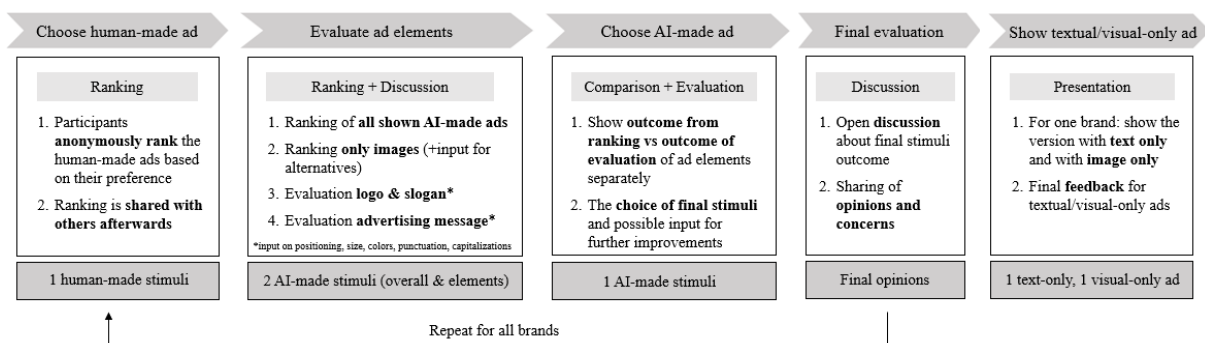 Choose human-made ad
Evaluate ad elements
Choose AI-made ad
Final evaluation
Show textual/visual-only ad
Ranking
1. Participants
anonymously rank the
human-made ads based
on their preference
2. Ranking is shared with
others afterwards
1 human-made stimuli
Ranking + Discussion
1. Ranking of all shown AI-made ads
2. Ranking only images (+input for
alternatives)
3. Evaluation logo & slogan*
4. Evaluation advertising message*
*input on positioning, size, colors, punctuation, capitalizations
2 AI-made stimuli (overall & elements)
Comparison + Evaluation
1. Show outcome from
ranking vs outcome of
evaluation of ad elements
separately
2. The choice of final stimuli
and possible input for
further improvements
1 AI-made stimuli
Discussion
1. Open discussion
about final stimuli
outcome
2. Sharing of
opinions and
concerns
Final opinions
Presentation
1. For one brand: show the
version with text only
and with image only
2. Final feedback for
textual/visual-only ads
1 text-only, 1 visual-only ad
Repeat for all brands